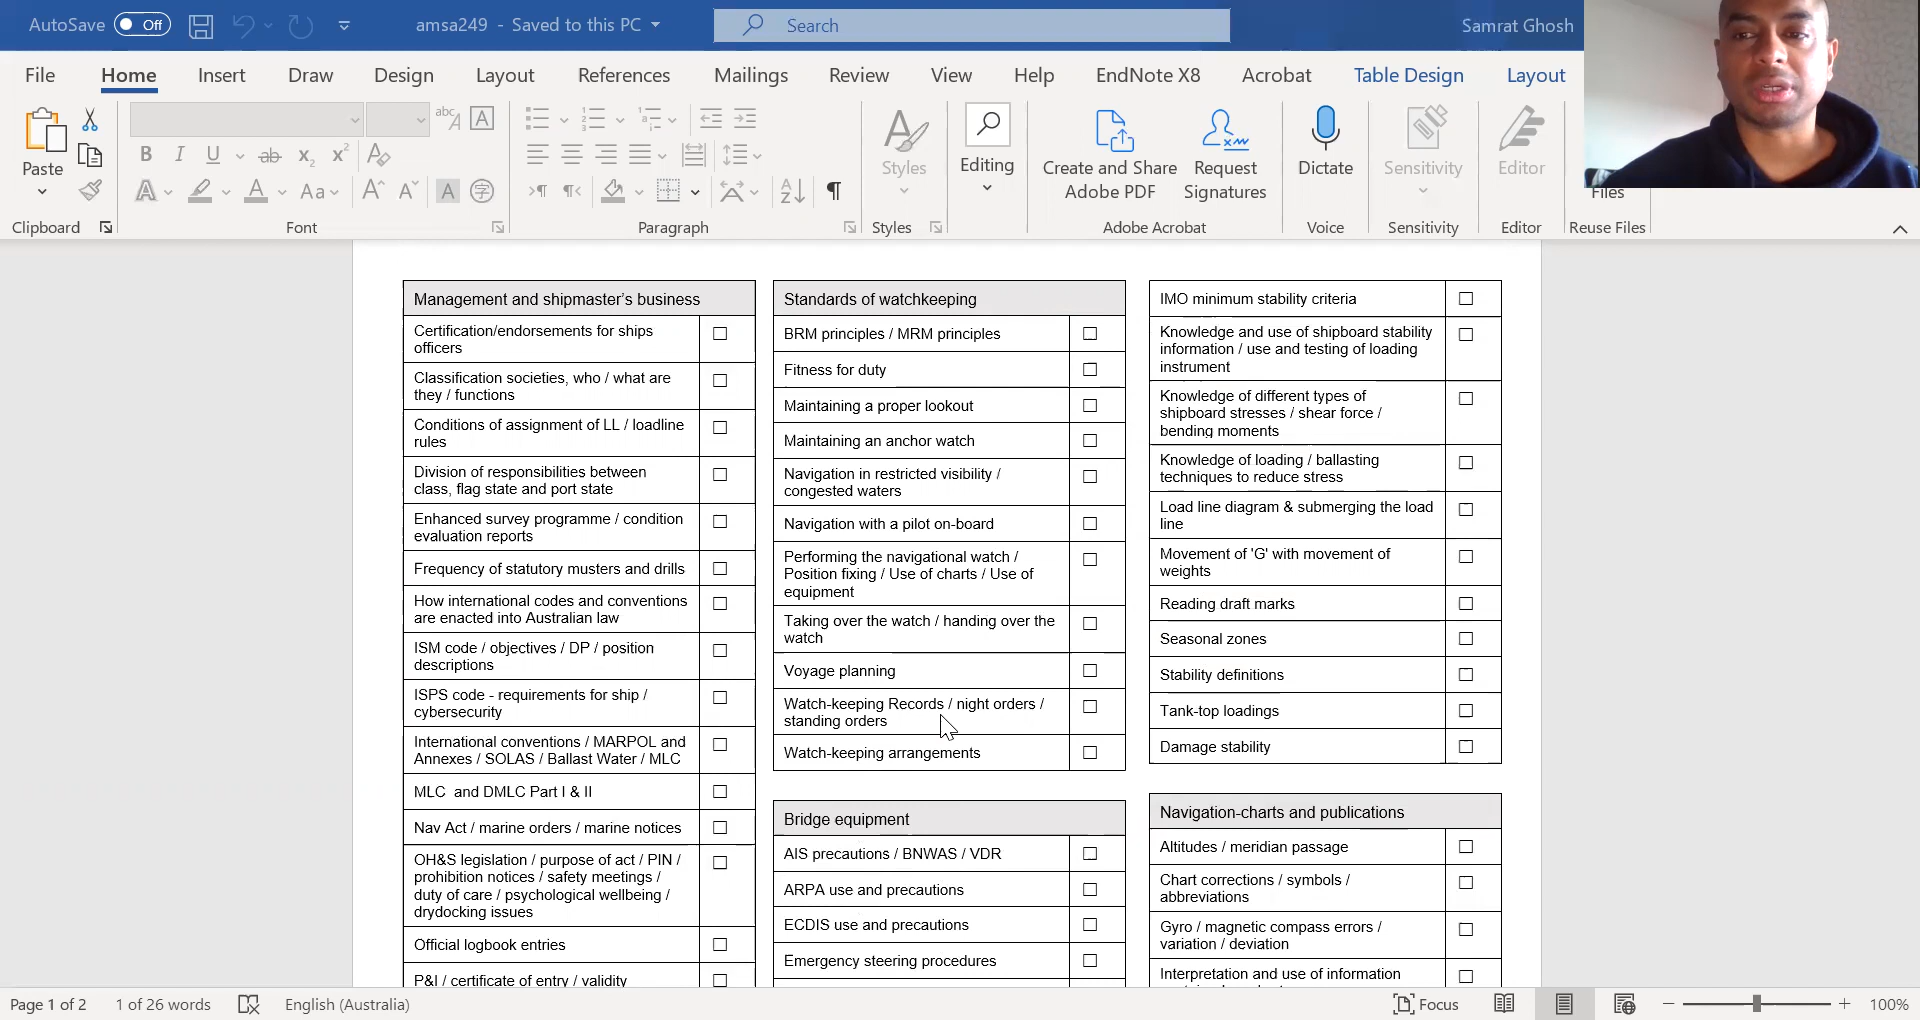 AutoSave Off
amsa249 - Saved to this PC
Search
Samrat Ghosh
File Home Insert Draw Design Layout References Mailings Review View Help EndNote X8 Acrobat Table Design Layout
Paste
Clipboard
abc
A
B I U ab x₂ x² A
A A Aa A A A 字
Font
Paragraph
Styles
Styles
Editing
Create and Share
Adobe PDF
Request
Signatures
Adobe Acrobat
Dictate
Voice
Sensitivity
Sensitivity
Editor
Editor
Files
Reuse Files
Management and shipmaster's business
Certification/endorsements for ships
officers
Classification societies, who / what are
they / functions
Conditions of assignment of LL / loadline
rules
Division of responsibilities between
class, flag state and port state
Enhanced survey programme / condition
evaluation reports
Frequency of statutory musters and drills
How international codes and conventions
are enacted into Australian law
ISM code / objectives / DP / position
descriptions
ISPS code - requirements for ship /
cybersecurity
International conventions / MARPOL and
Annexes / SOLAS / Ballast Water / MLC
MLC and DMLC Part I & II
Nav Act / marine orders / marine notices
OH&S legislation / purpose of act / PIN /
prohibition notices / safety meetings /
duty of care / psychological wellbeing /
drydocking issues
Official logbook entries
P&I / certificate of entry / validity
Standards of watchkeeping
BRM principles / MRM principles
Fitness for duty
Maintaining a proper lookout
Maintaining an anchor watch
Navigation in restricted visibility /
congested waters
Navigation with a pilot on-board
Performing the navigational watch /
Position fixing / Use of charts / Use of
equipment
Taking over the watch / handing over the
watch
Voyage planning
Watch-keeping Records / night orders /
standing orders
Watch-keeping arrangements
Bridge equipment
AIS precautions / BNWAS / VDR
ARPA use and precautions
ECDIS use and precautions
Emergency steering procedures
IMO minimum stability criteria
Knowledge and use of shipboard stability
information / use and testing of loading
instrument
Knowledge of different types of
shipboard stresses / shear force /
bending moments
Knowledge of loading / ballasting
techniques to reduce stress
Load line diagram & submerging the load
line
Movement of 'G' with movement of
weights
Reading draft marks
Seasonal zones
Stability definitions
Tank-top loadings
Damage stability
Navigation-charts and publications
Altitudes / meridian passage
Chart corrections / symbols /
abbreviations
Gyro / magnetic compass errors /
variation / deviation
Interpretation and use of information
Page 1 of 2 1 of 26 words English (Australia)
Focus
100%